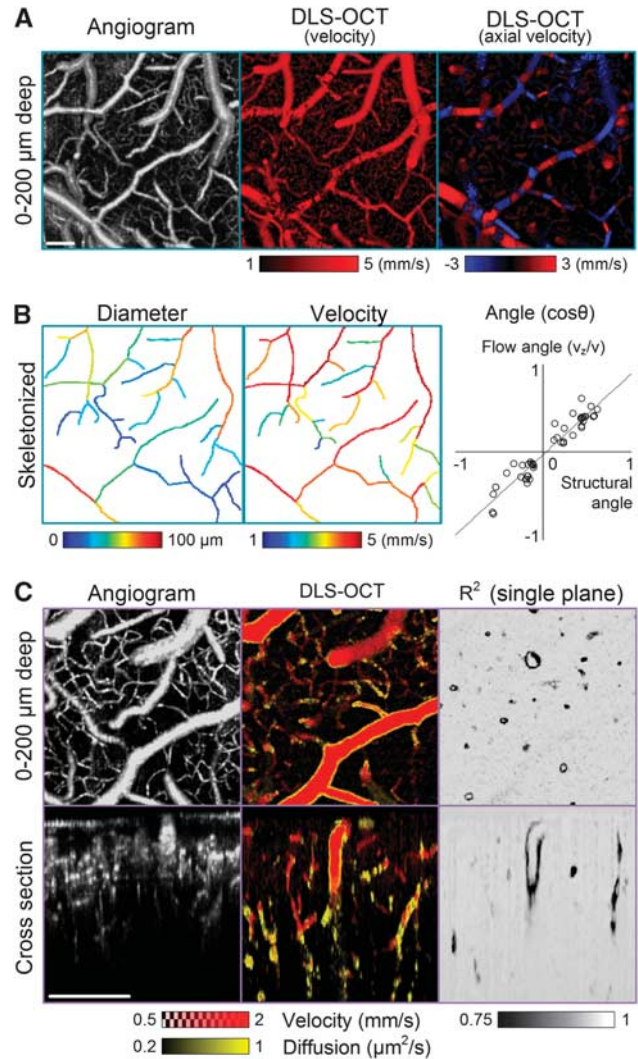 A
Angiogram
DLS-OCT
(velocity)
DLS-OCT
(axial velocity)
0-200 µm deep
1 5 (mm/s)
-3 3 (mm/s)
B
Diameter
Velocity
Angle (cosθ)
Skeletonized
Flow angle (vz/v)
1
-1 0 1
Structural
angle
-1
0 100 µm
1 5 (mm/s)
C
Angiogram
DLS-OCT
R² (single plane)
0-200 µm deep
Cross section
0.5 2 Velocity (mm/s)
0.2 1 Diffusion (µm²/s)
0.75 1